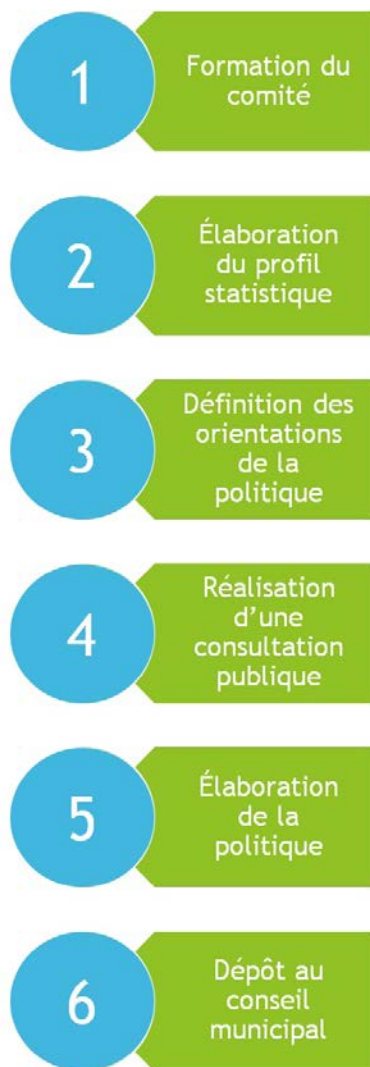 1
Formation du
comité
2
Élaboration
du profil
statistique
3
Définition des
orientations
de la
politique
4
Réalisation
d'une
consultation
publique
5
Élaboration
de la
politique
6
Dépôt au
conseil
municipal